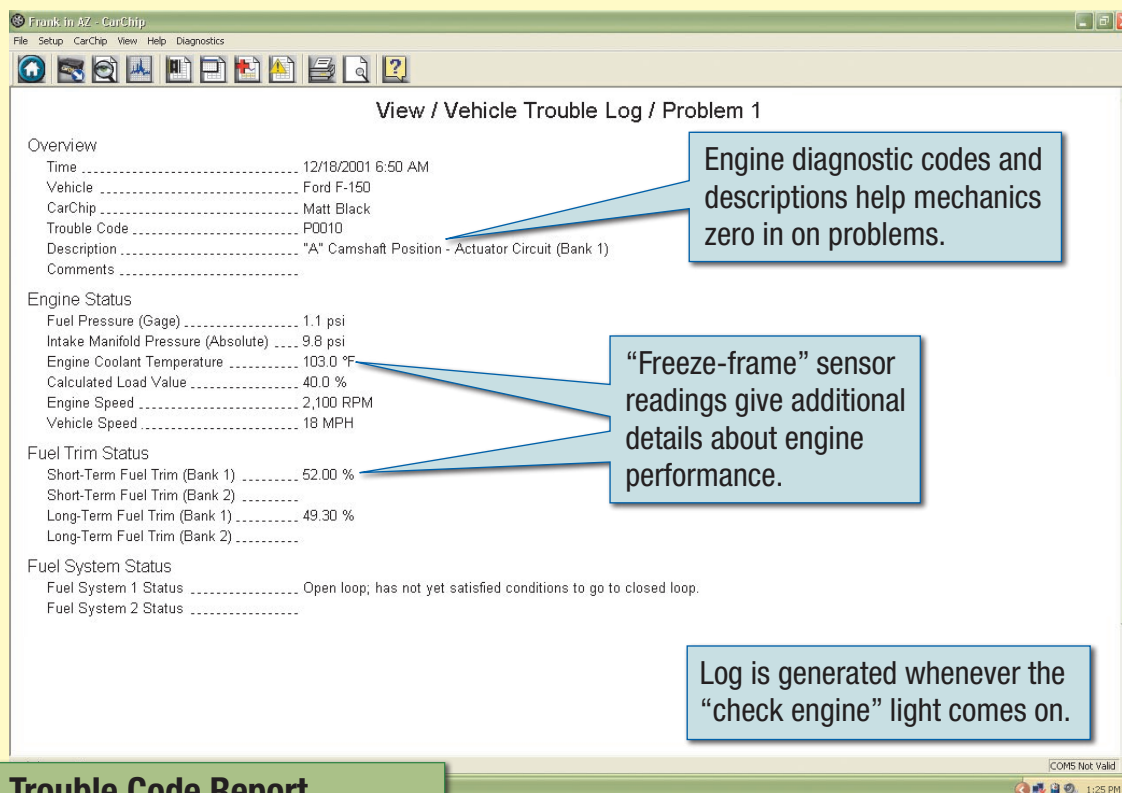 Frank in AZ - CarChip
File Setup CarChip View Help Diagnostics
View / Vehicle Trouble Log / Problem 1
Overview
Time 12/18/2001 6:50 AM
Vehicle Ford F-150
CarChip Matt Black
Trouble Code P0010
Description "A" Camshaft Position - Actuator Circuit (Bank 1)
Comments
Engine diagnostic codes and
descriptions help mechanics
zero in on problems.
Engine Status
Fuel Pressure (Gage) 1.1 psi
Intake Manifold Pressure (Absolute) 9.8 psi
Engine Coolant Temperature 103.0 °F
Calculated Load Value 40.0 %
Engine Speed 2,100 RPM
Vehicle Speed 18 MPH
“Freeze-frame” sensor
readings give additional
details about engine
performance.
Fuel Trim Status
Short-Term Fuel Trim (Bank 1) 52.00 %
Short-Term Fuel Trim (Bank 2)
Long-Term Fuel Trim (Bank 1) 49.30 %
Long-Term Fuel Trim (Bank 2)
Fuel System Status
Fuel System 1 Status Open loop; has not yet satisfied conditions to go to closed loop.
Fuel System 2 Status
Log is generated whenever the
“check engine” light comes on.
COM5 Not Valid
Trouble Code Report
1:25 PM